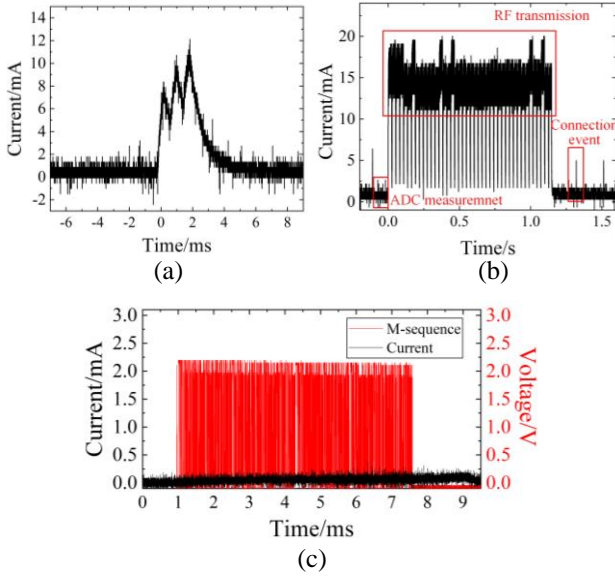 14
12
10
8
6
4
2
0
-2
Current/mA
-6 -4 -2 0 2 4 6 8
Time/ms
(a)
RF transmission
25
20
15
10
5
0
Current/mA
Connection
event
ADC measuremnet
0.0 0.5 1.0 1.5
Time/s
(b)
M-sequence
Current
3.0
2.5
2.0
1.5
1.0
0.5
0.0
Current/mA
3.0
2.5
2.0
1.5
1.0
0.5
0.0
Voltage/V
0 1 2 3 4 5 6 7 8 9
Time/ms
(c)